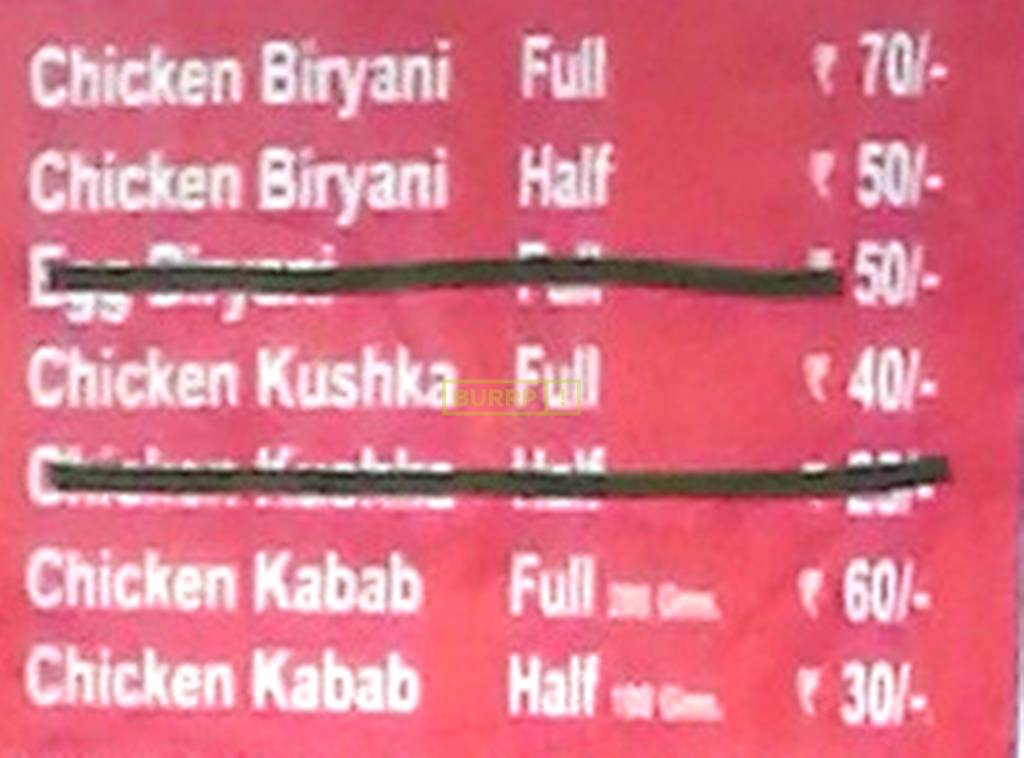 Chicken Biryani Full ₹ 70/-
Chicken Biryani Half ₹ 50/-
Egg Biryani Full ₹ 50/-
Chicken Kushka Full ₹ 40/-
BURRP!
Chicken Kushka Half ₹
Chicken Kabab Full 200 Gms. ₹ 60/-
Chicken Kabab Half 100 Gms. ₹ 30/-